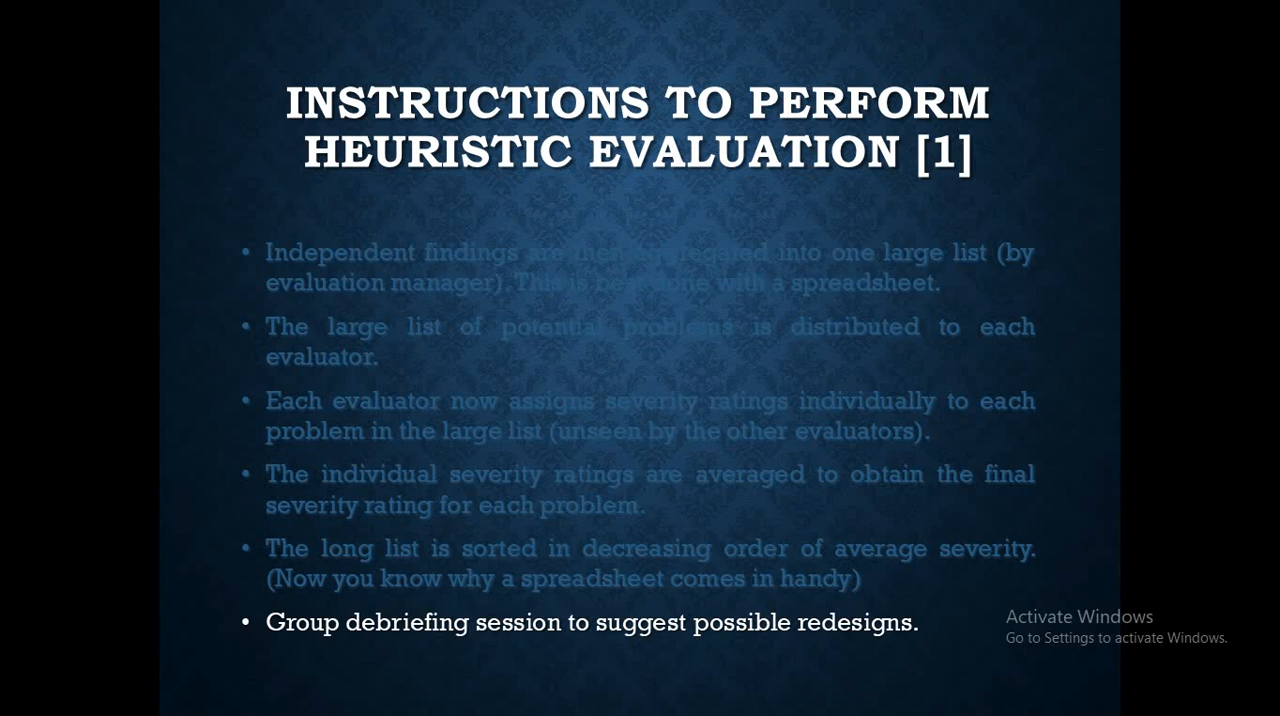 INSTRUCTIONS TO PERFORM
HEURISTIC EVALUATION [1]
• Independent findings are then aggregated into one large list (by
evaluation manager). This is best done with a spreadsheet.
• The large list of potential problems is distributed to each
evaluator.
• Each evaluator now assigns severity ratings individually to each
problem in the large list (unseen by the other evaluators).
• The individual severity ratings are averaged to obtain the final
severity rating for each problem.
• The long list is sorted in decreasing order of average severity.
(Now you know why a spreadsheet comes in handy)
• Group debriefing session to suggest possible redesigns.
Activate Windows
Go to Settings to activate Windows.